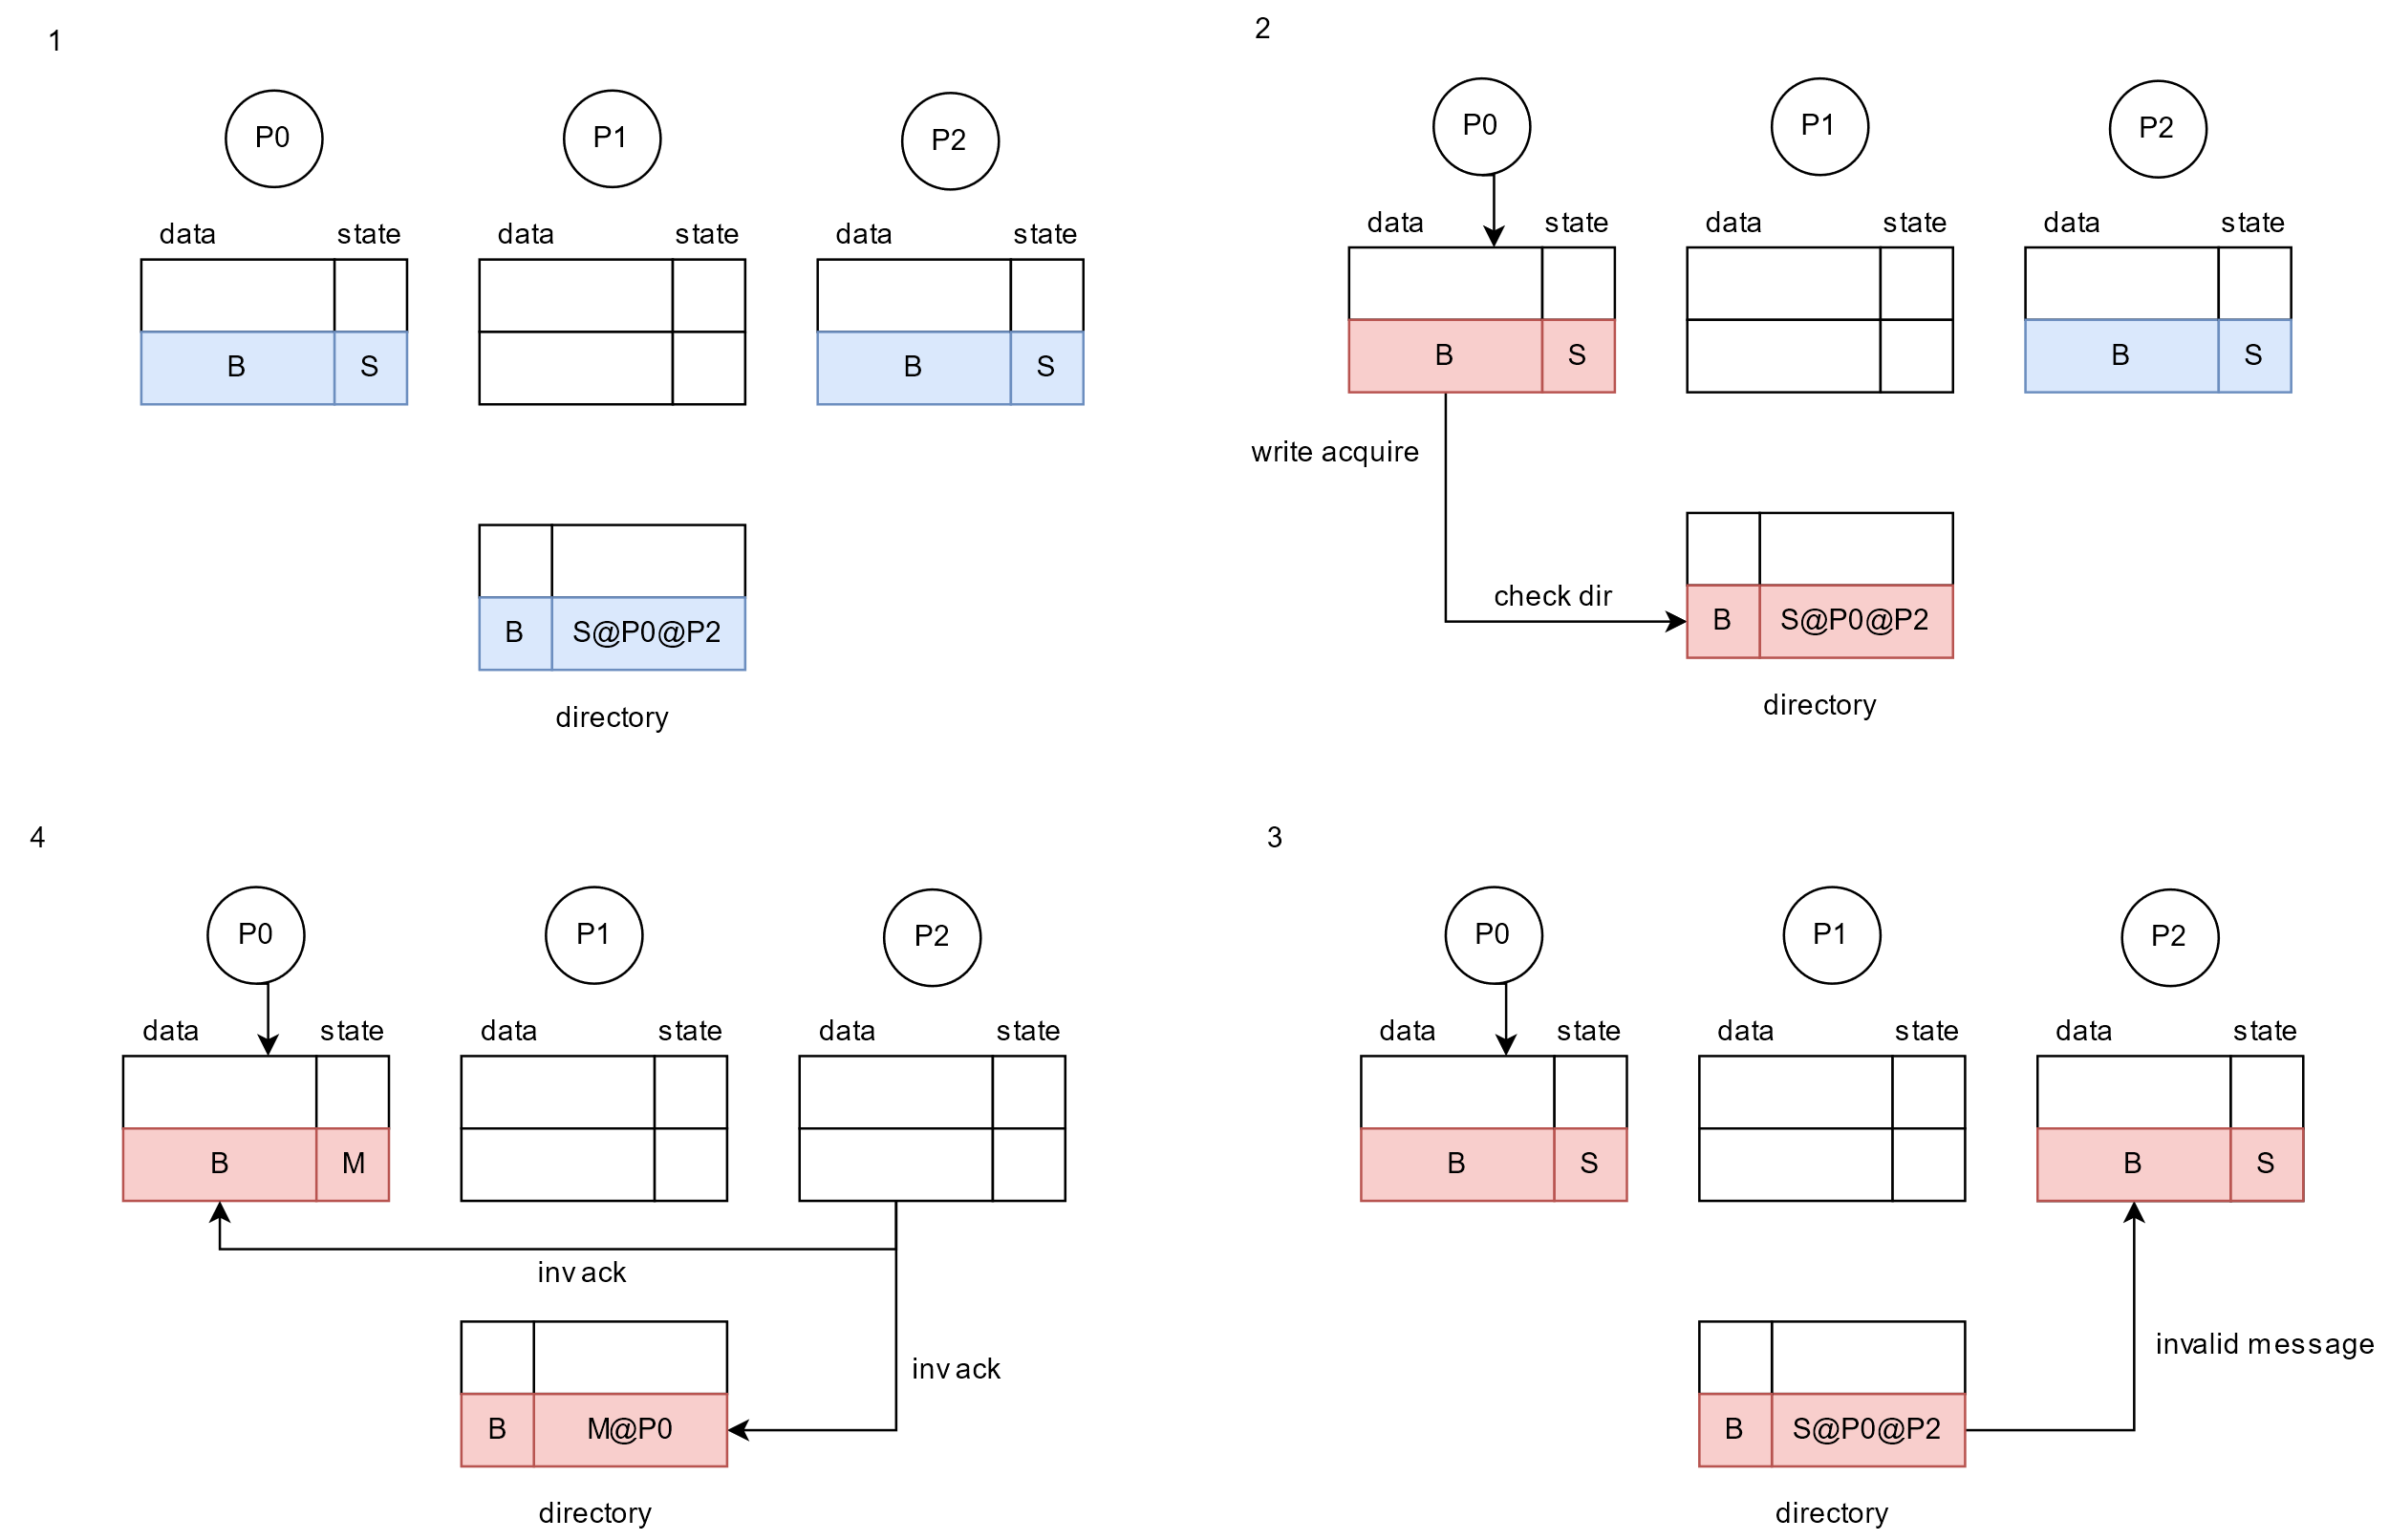 1
P0 P1 P2
data state data state data state
B S B S
B S@P0@P2
directory
2
P0 P1 P2
data state data state data state
B S B S
write acquire
check dir
B S@P0@P2
directory
4
P0 P1 P2
data state data state data state
B M
inv ack
inv ack
B M@P0
directory
3
P0 P1 P2
data state data state data state
B S B S
invalid message
B S@P0@P2
directory